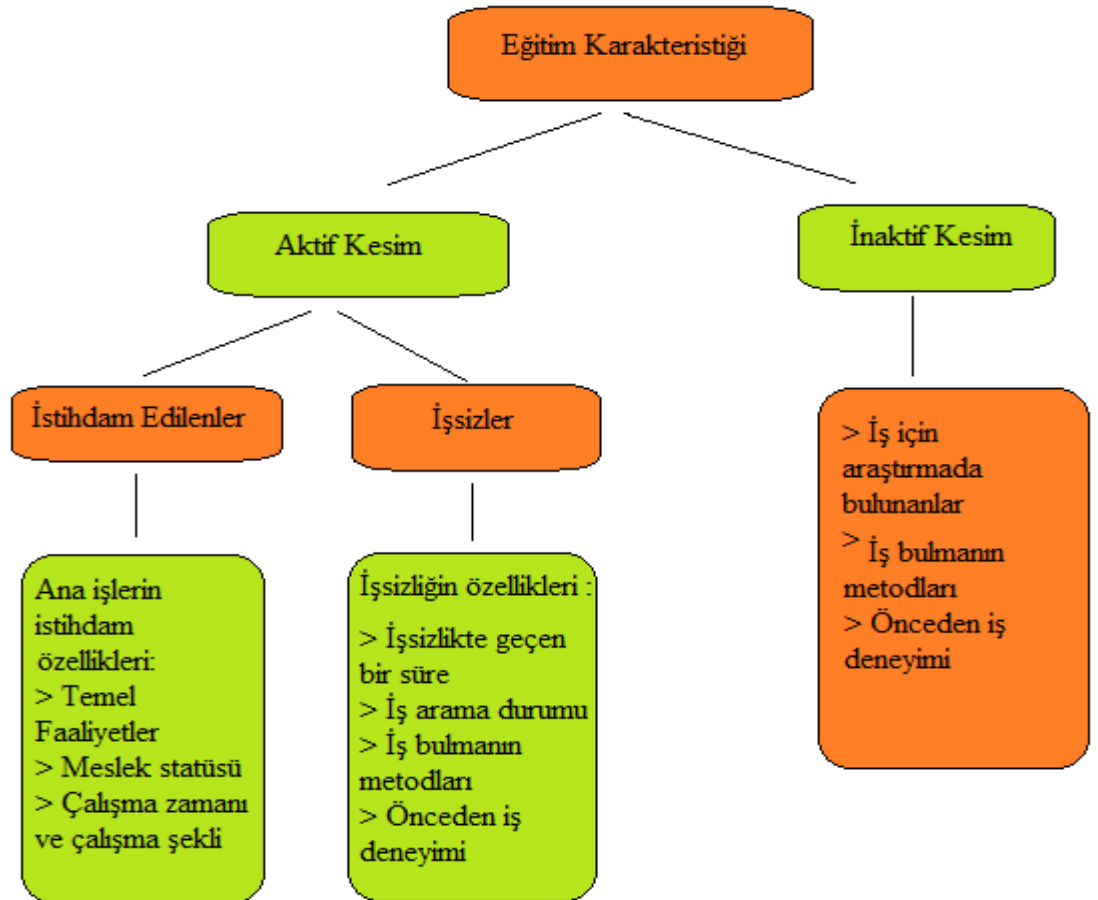 Eğitim Karakteristiği
Aktif Kesim
İnaktif Kesim
İstihdam Edilenler
İşsizler
Ana işlerin
istihdam
özellikleri:
> Temel
Faaliyetler
> Meslek statüsü
> Çalışma zamanı
ve çalışma şekli
İşsizliğin özellikleri :
> İşsizlikte geçen
bir süre
> İş arama durumu
> İş bulmanın
metodları
> Önceden iş
deneyimi
> İş için
araştırmada
bulunanlar
> İş bulmanın
metodları
> Önceden iş
deneyimi